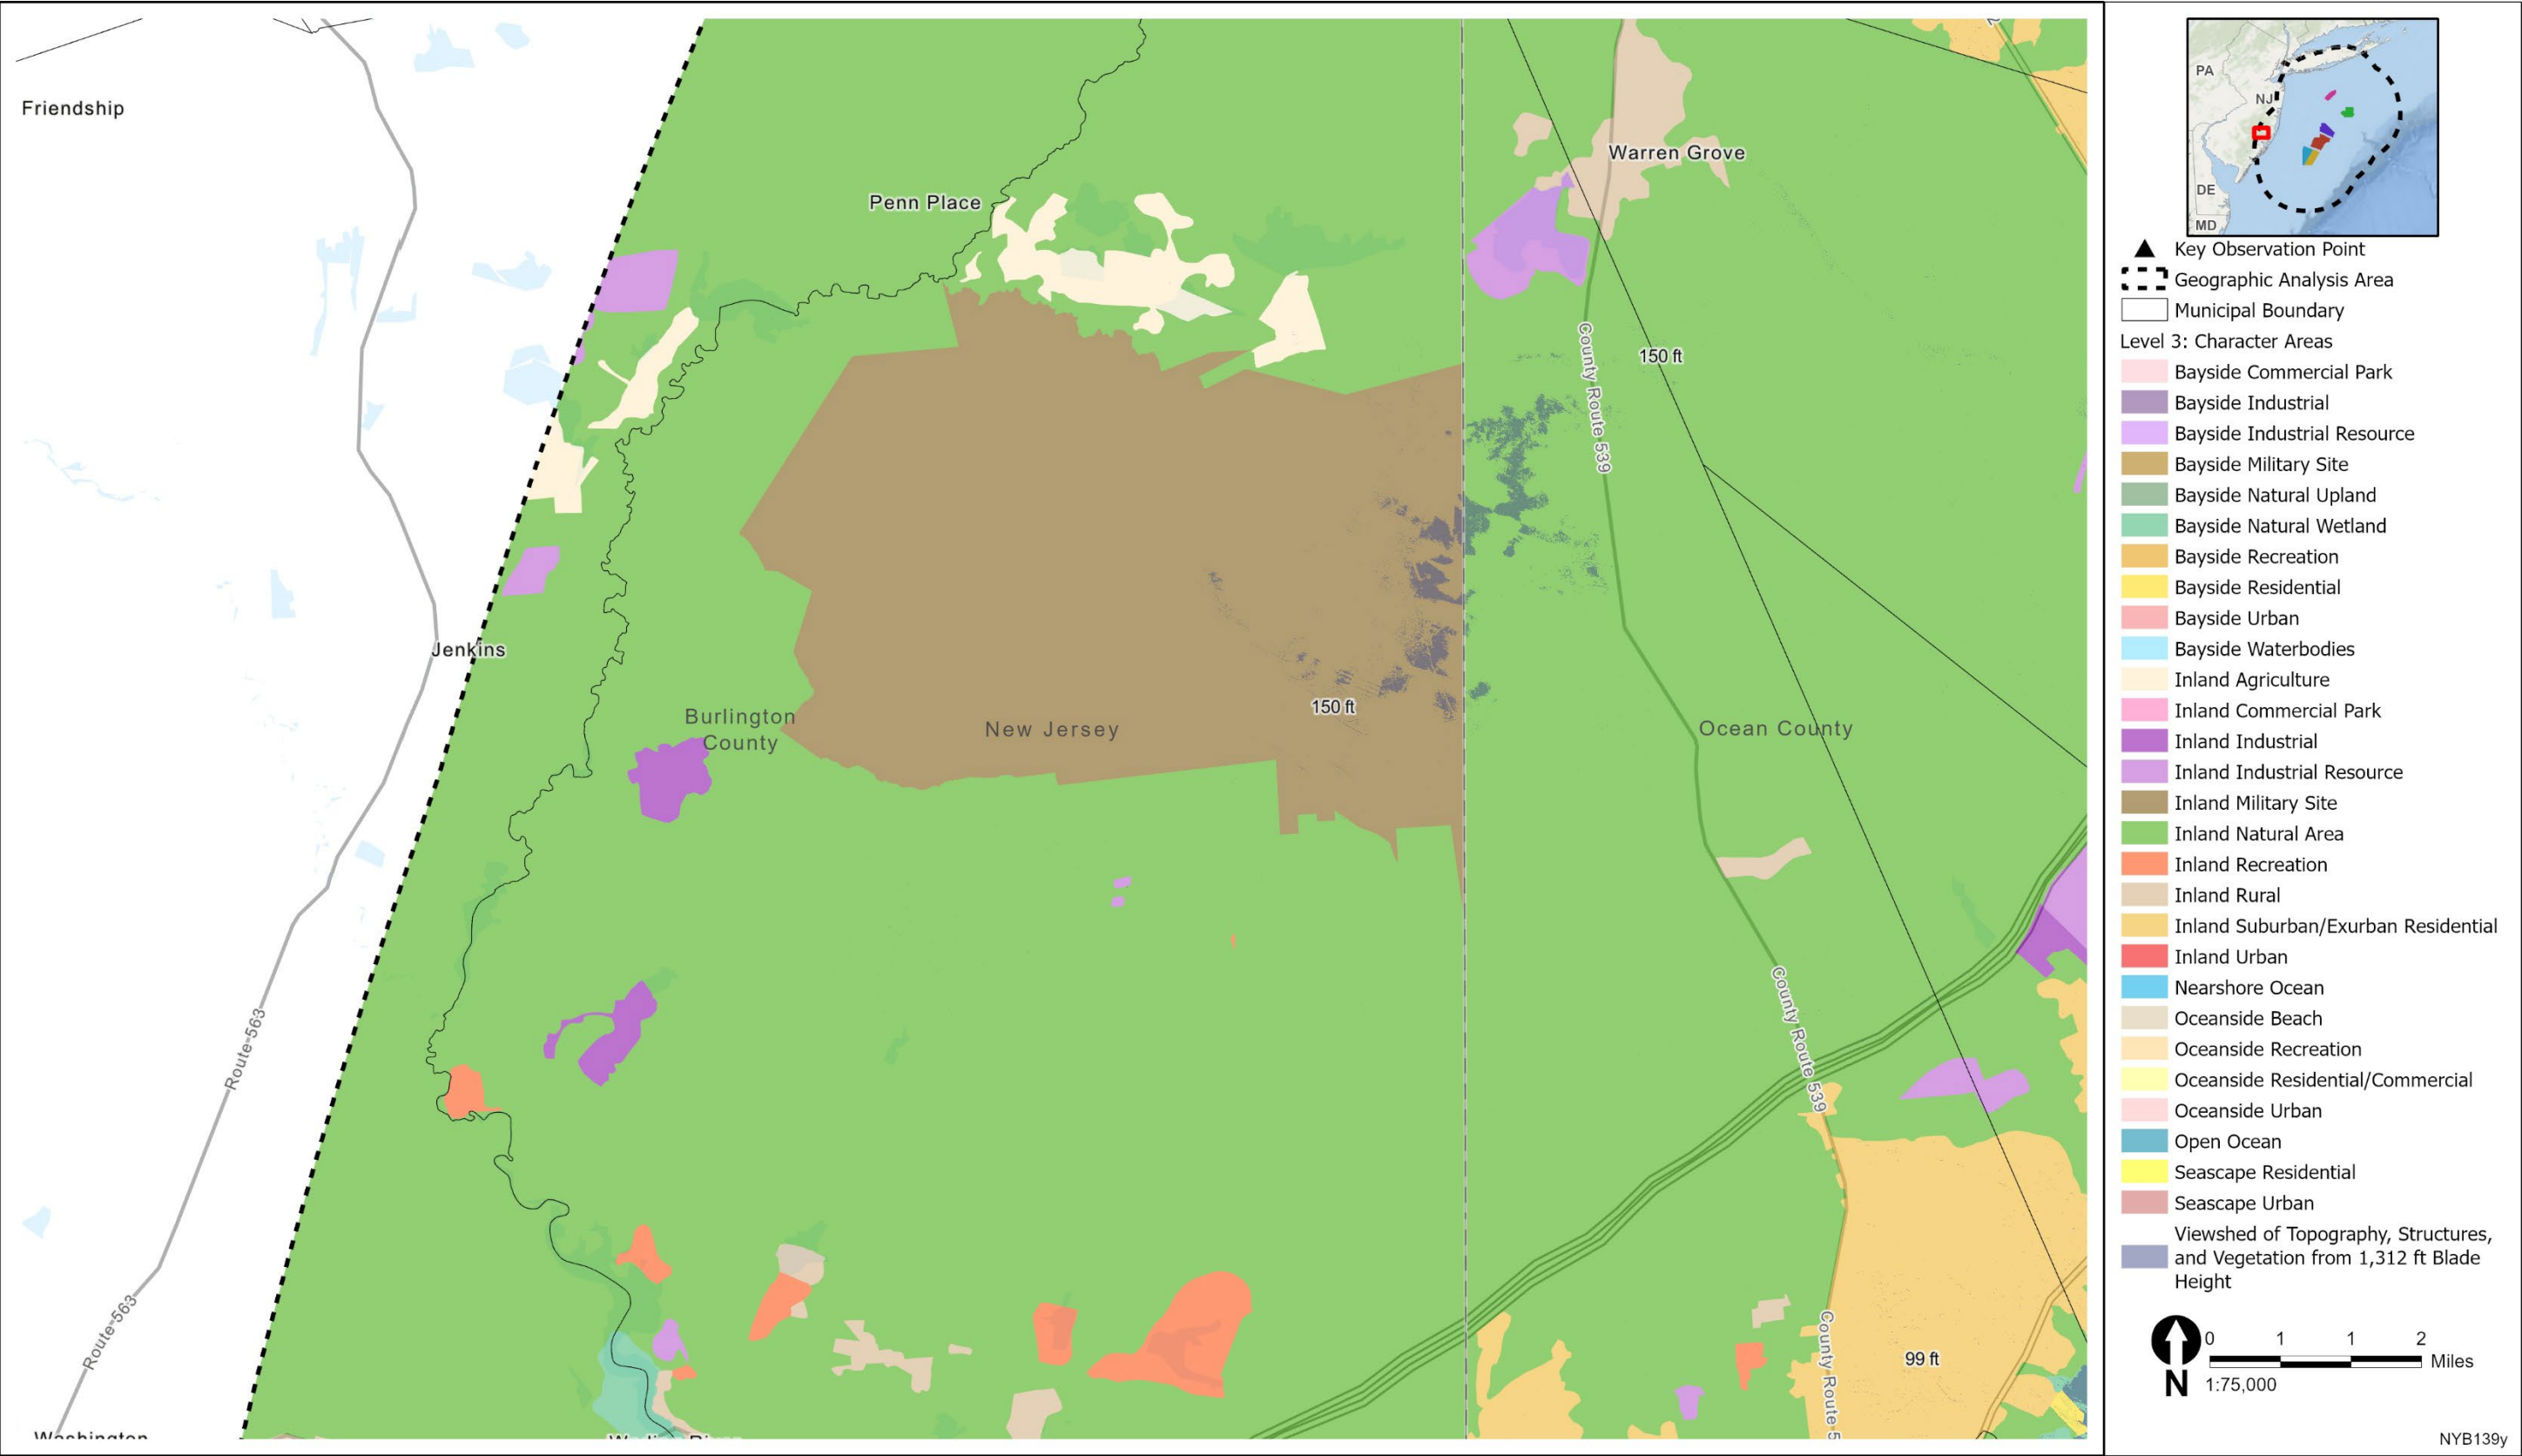 Friendship
Penn Place
Warren Grove
County Route 539
150 ft
Jenkins
Burlington
County
New Jersey
150 ft
Ocean County
Route 563
County Route 539
Route 563
County Route 5
99 ft
Washington
PA
NJ
DE
MD
Key Observation Point
Geographic Analysis Area
Municipal Boundary
Level 3: Character Areas
Bayside Commercial Park
Bayside Industrial
Bayside Industrial Resource
Bayside Military Site
Bayside Natural Upland
Bayside Natural Wetland
Bayside Recreation
Bayside Residential
Bayside Urban
Bayside Waterbodies
Inland Agriculture
Inland Commercial Park
Inland Industrial
Inland Industrial Resource
Inland Military Site
Inland Natural Area
Inland Recreation
Inland Rural
Inland Suburban/Exurban Residential
Inland Urban
Nearshore Ocean
Oceanside Beach
Oceanside Recreation
Oceanside Residential/Commercial
Oceanside Urban
Open Ocean
Seascape Residential
Seascape Urban
Viewshed of Topography, Structures,
and Vegetation from 1,312 ft Blade
Height
N
0 1 1 2
Miles
1:75,000
NYB139y